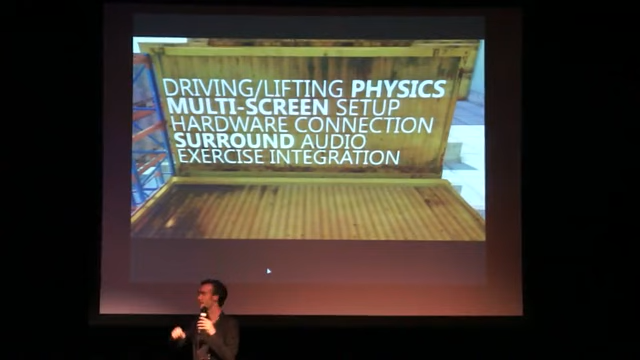 DRIVING/LIFTING PHYSICS
MULTI-SCREEN SETUP
HARDWARE CONNECTION
SURROUND AUDIO
EXERCISE INTEGRATION